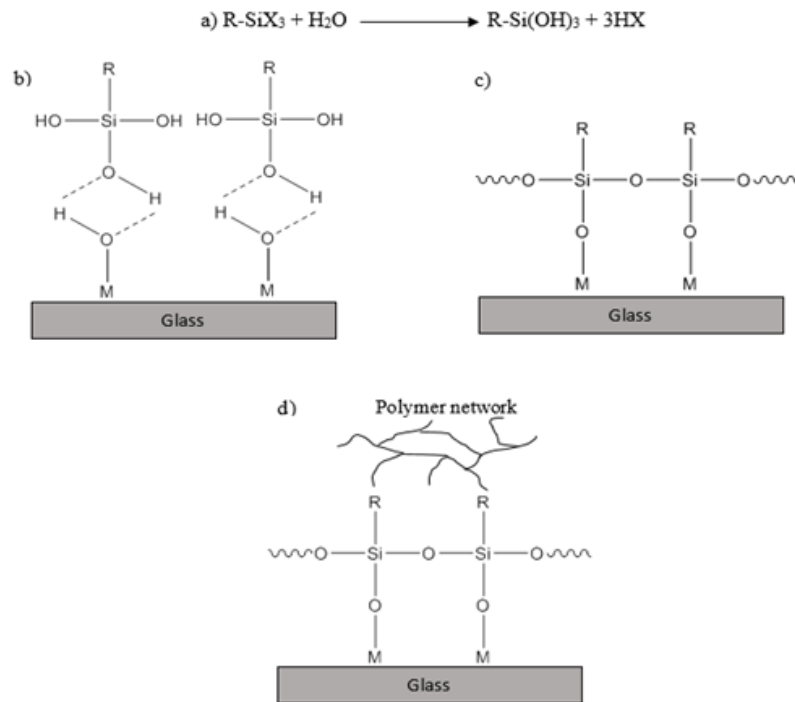 a) R-SiX₃ + H₂O ⟶ R-Si(OH)₃ + 3HX
b)
R R
HO Si OH HO Si OH
O O
H H
H H
O O
M M
Glass
c)
R R
O Si O Si O
O O
M M
Glass
d) Polymer network
R R
O Si O Si O
O O
M M
Glass